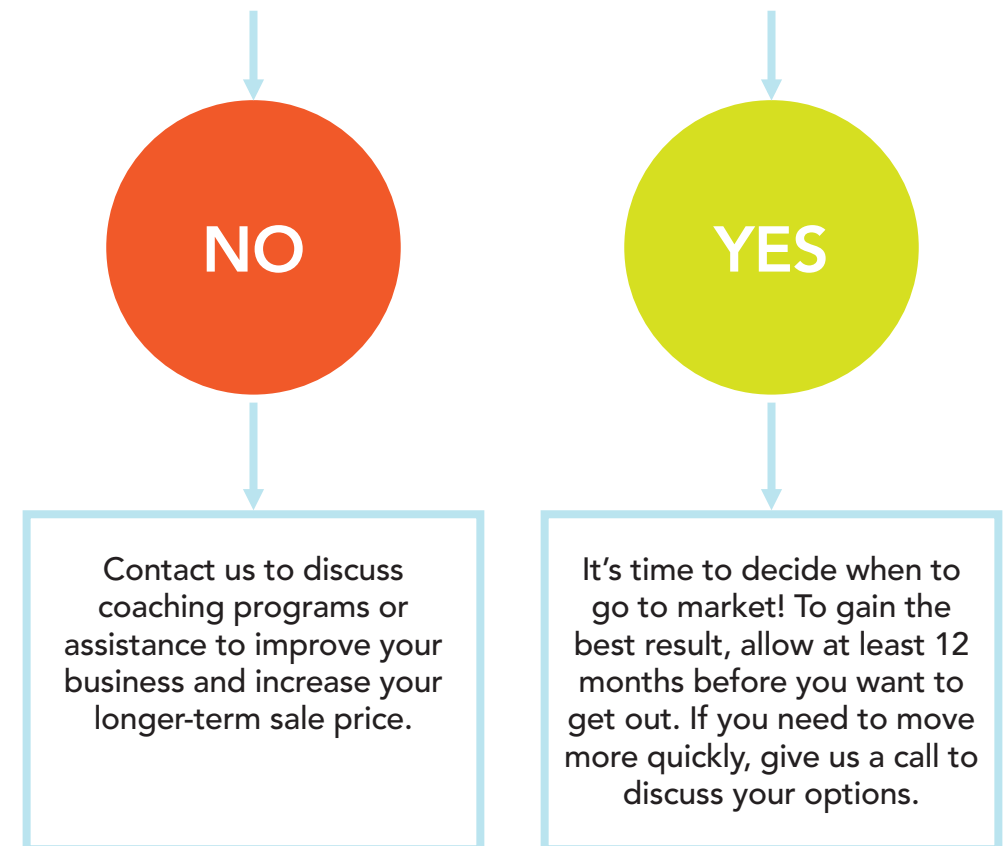 NO
YES
Contact us to discuss
coaching programs or
assistance to improve your
business and increase your
longer-term sale price.
It’s time to decide when to
go to market! To gain the
best result, allow at least 12
months before you want to
get out. If you need to move
more quickly, give us a call to
discuss your options.